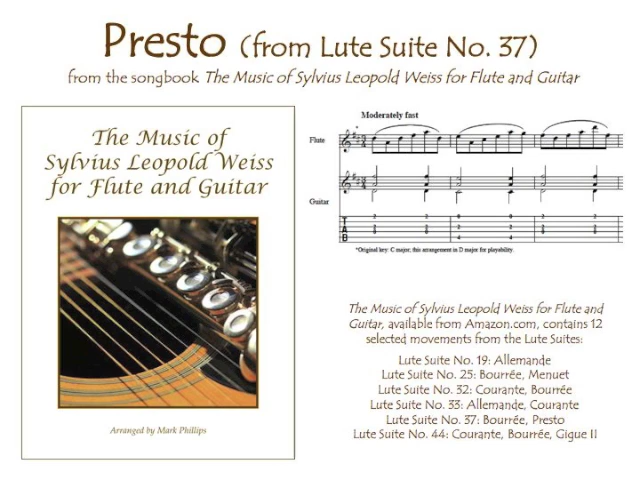 Presto (from Lute Suite No. 37)
from the songbook The Music of Sylvius Leopold Weiss for Flute and Guitar
The Music of
Sylvius Leopold Weiss
for Flute and Guitar
Arranged by Mark Phillips
Moderately fast
Flute
Guitar
*Original key: C major; this arrangement in D major for playability.
The Music of Sylvius Leopold Weiss for Flute and
Guitar, available from Amazon.com, contains 12
selected movements from the Lute Suites:
Lute Suite No. 19: Allemande
Lute Suite No. 25: Bourrée, Menuet
Lute Suite No. 32: Courante, Bourrée
Lute Suite No. 33: Allemande, Courante
Lute Suite No. 37: Bourrée, Presto
Lute Suite No. 44: Courante, Bourrée, Gigue II